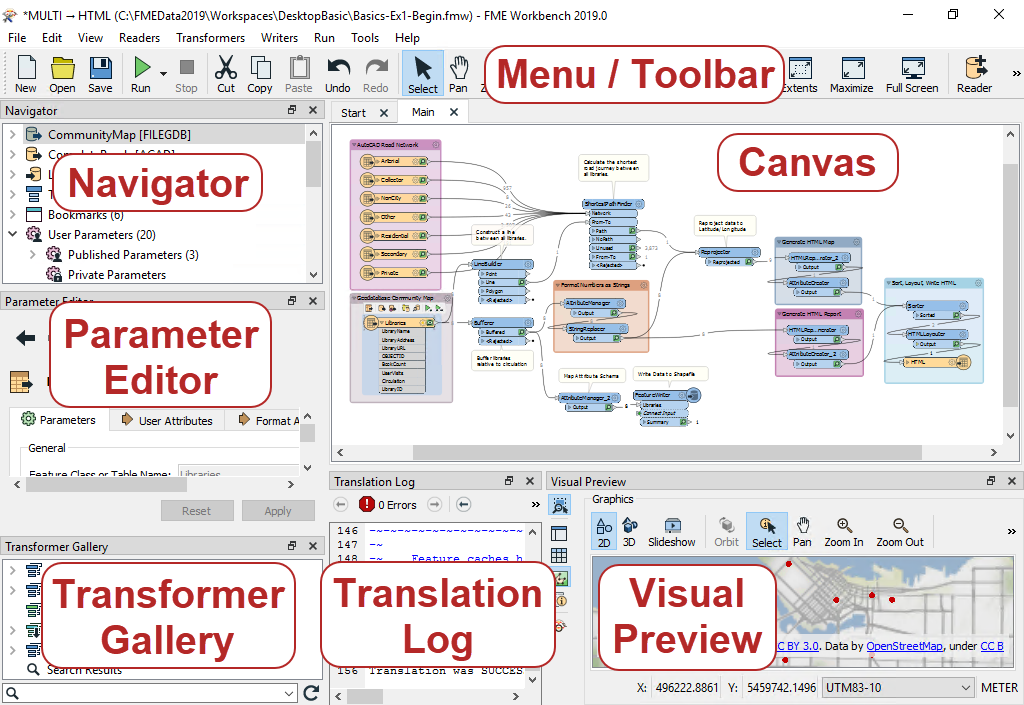 *MULTI → HTML (C:\FMEData2019\Workspaces\DesktopBasic\Basics-Ex1-Begin.fmw) - FME Workbench 2019.0
File Edit View Readers Transformers Writers Run Tools Help
New Open Save Run Stop Cut Copy Paste Undo Redo Select Pan Maximize Full Screen Reader
Menu / Toolbar
Navigator
CommunityMap [FILEGDB]
Navigator
Bookmarks (6)
User Parameters (20)
Published Parameters (3)
Private Parameters
Start Main
Canvas
AutoCAD Road Network
Arterial
Collector
NonCity
Other
Residential
Secondary
Private
Geodatabase Community Map
Libraries
LibraryName
LibraryAddress
LibraryURL
OBJECTID
BookCount
UserVisits
Circulation
LibraryID
Calculate the shortest
road journey between
all libraries.
ShortestPathFinder
Network
From-To
Path
NoPath
Unused
From-To
<Rejected>
Construct a line
between all libraries.
LineBuilder
Point
Line
Polygon
<Rejected>
Bufferer
Buffered
<Rejected>
Buffer libraries
relative to circulation
Format Numbers as Strings
AttributeManager
Output
StringReplacer
Output
Map Attribute Schema
AttributeManager_2
Output
Write Data to Shapefile
FeatureWriter
Libraries
Connect Input
Summary
Reproject data to
Latitude/Longitude
Reprojector
Reprojected
Generate HTML Map
HTMLRep...nerator_2
Output
AttributeCreator
Output
Generate HTML Report
HTMLRep...nerator
Output
AttributeCreator_2
Output
Sort, Layout, Write HTML
Sorter
Sorted
HTMLLayouter
Output
HTML
Parameter Editor
Parameter
Editor
Parameters User Attributes Format A
General
Feature Class or Table Name: Libraries
Reset Apply
Transformer Gallery
Transformer
Gallery
Search Results
Translation Log
0 Errors
146 ~~~~~~~~~~~~~~~~~~~~
147 ~~
148 ~~ Feature caches h
Translation
Log
156 Translation was SUCCES
Visual Preview
Graphics
2D 3D Slideshow Orbit Select Pan Zoom In Zoom Out
Visual
Preview
BY 3.0. Data by OpenStreetMap, under CC B
X: 496222.8861 Y: 5459742.1496 UTM83-10 METER